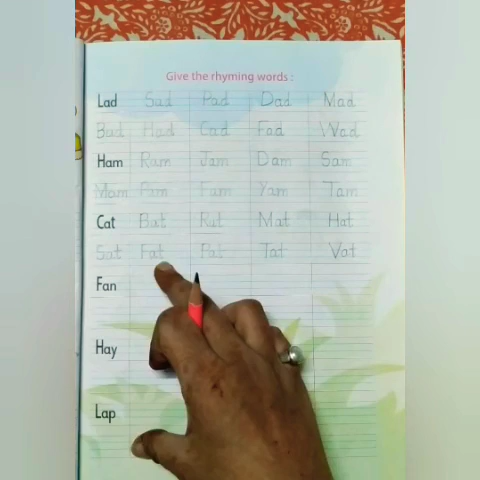 Give the rhyming words :
Lad Sad Pad Dad Mad
Bad Had Cad Fad Wad
Ham Ram Jam Dam Sam
Mam Pam Fam Yam Tam
Cat Bat Rat Mat Hat
Sat Fat Pat Tat Vat
Fan
Hay
Lap